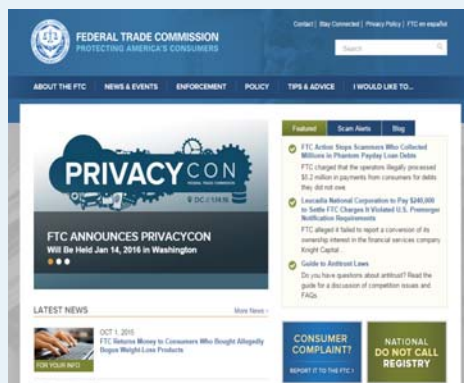 Contact | Stay Connected | Privacy Policy | FTC en español
FEDERAL TRADE COMMISSION
PROTECTING AMERICA'S CONSUMERS
Search
ABOUT THE FTC
NEWS & EVENTS
ENFORCEMENT
POLICY
TIPS & ADVICE
I WOULD LIKE TO...
PRIVACYCON
FEDERAL TRADE COMMISSION
DC // 1.14.16
FTC ANNOUNCES PRIVACYCON
Will Be Held Jan 14, 2016 in Washington
Featured
Scam Alerts
Blog
FTC Action Stops Scammers Who Collected
Millions in Phantom Payday Loan Debts
FTC charged that the operators illegally processed
$5.2 million in payments from consumers for debts
they did not owe.
Leucadia National Corporation to Pay $240,000
to Settle FTC Charges It Violated U.S. Premerger
Notification Requirements
FTC alleged it failed to report a conversion of its
ownership interest in the financial services company
Knight Capital...
Guide to Antitrust Laws
Do you have questions about antitrust? Read the
guide for a discussion of competition issues and
FAQs.
LATEST NEWS
More News ›
OCT 1, 2015
FTC Returns Money to Consumers Who Bought Allegedly
Bogus Weight-Loss Products
FOR YOUR INFO
CONSUMER
COMPLAINT?
REPORT IT TO THE FTC ›
NATIONAL
DO NOT CALL
REGISTRY